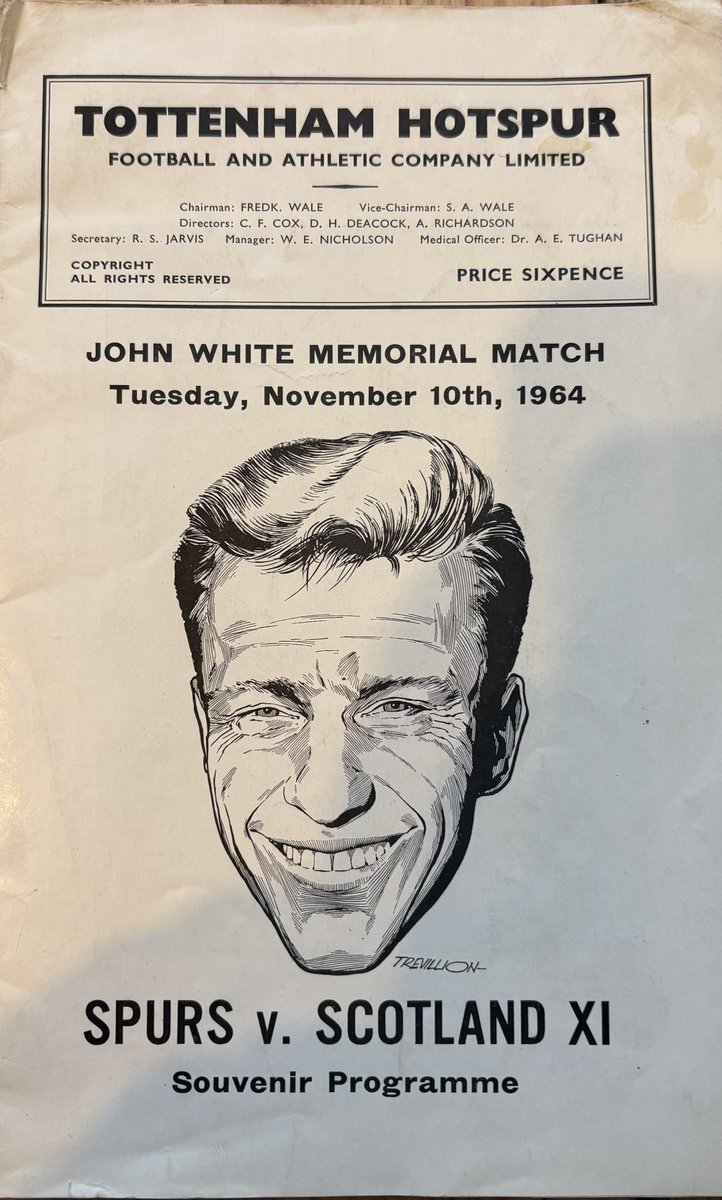 TOTTENHAM HOTSPUR
FOOTBALL AND ATHLETIC COMPANY LIMITED
Chairman: FREDK. WALE Vice-Chairman: S. A. WALE
Directors: C. F. COX, D. H. DEACOCK, A. RICHARDSON
Secretary: R. S. JARVIS Manager: W. E. NICHOLSON Medical Officer: Dr. A. E. TUGHAN
COPYRIGHT
ALL RIGHTS RESERVED
PRICE SIXPENCE
JOHN WHITE MEMORIAL MATCH
Tuesday, November 10th, 1964
TREVILLION
SPURS v. SCOTLAND XI
Souvenir Programme